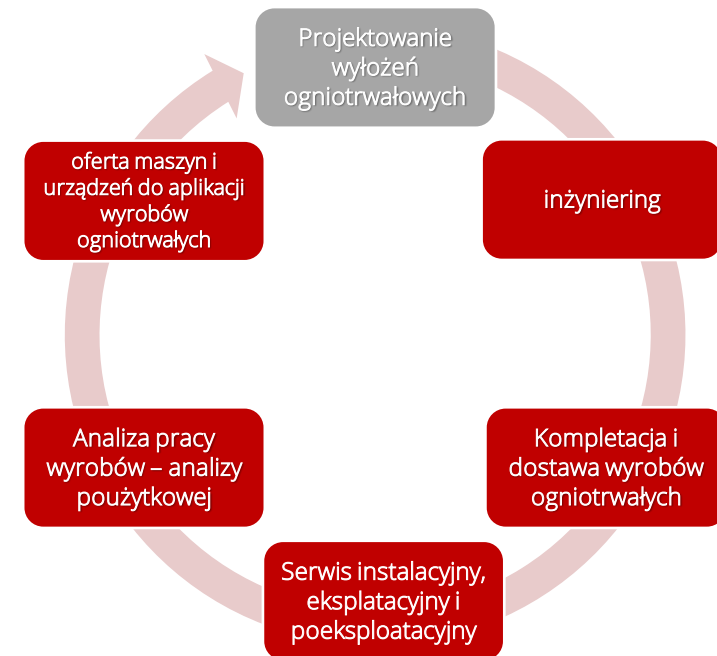 Projektowanie
wyłożeń
ogniotrwałowych
inżyniering
Kompletacja i
dostawa wyrobów
ogniotrwałych
Serwis instalacyjny,
eksplatacyjny i
poeksploatacyjny
Analiza pracy
wyrobów – analizy
poużytkowej
oferta maszyn i
urządzeń do aplikacji
wyrobów
ogniotrwałych